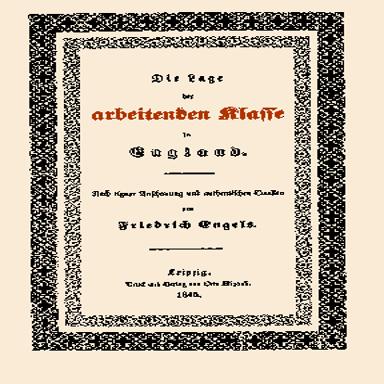 Die Lage
der
arbeitenden Klasse
in
England.
Nach eigner Anschauung und authentischen Quellen
von
Friedrich Engels.
Leipzig.
Druck und Verlag von Otto Wigand.
1845.